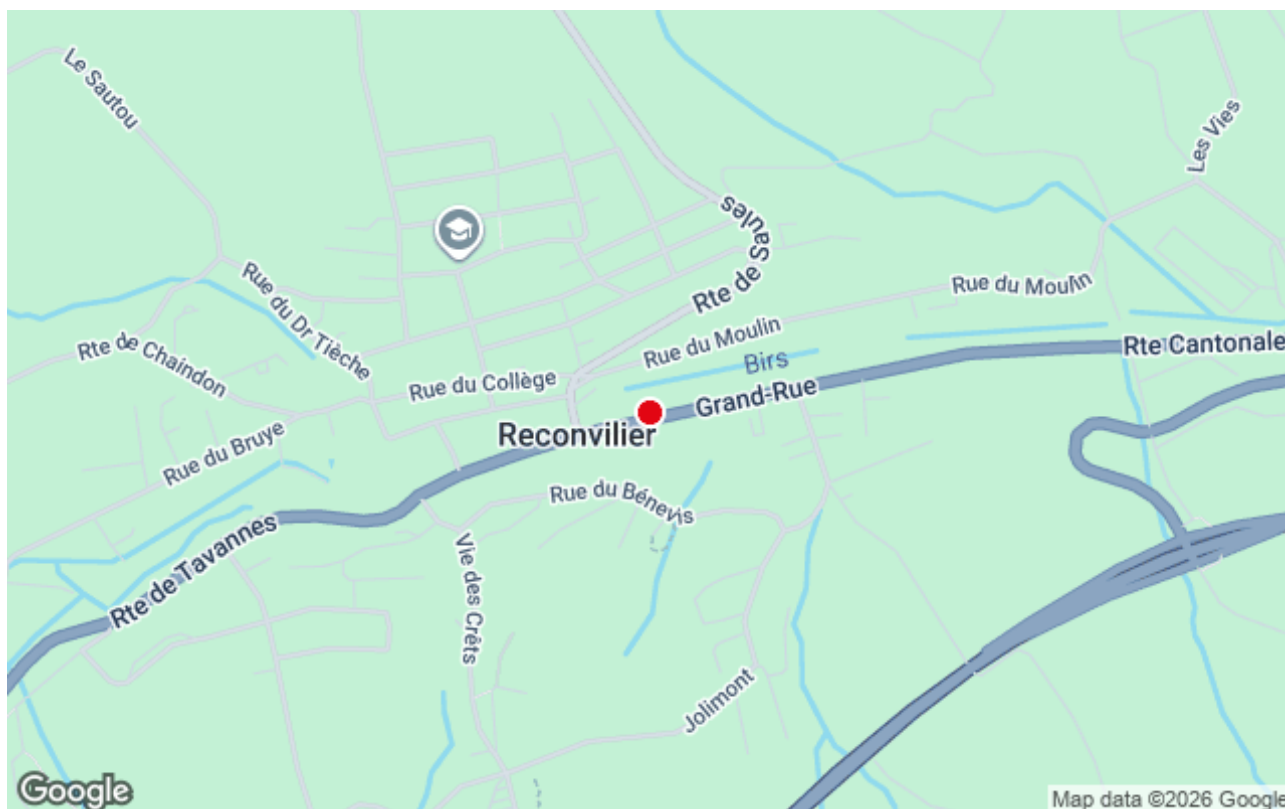 Le Sautou
Les Vies
Rte de Saules
Rue du Dr Tièche
Rue du Moulin
Rte de Chaindon
Rue du Moulin
Rte Cantonale
Birs
Rue du Collège
Grand-Rue
Reconvilier
Rue du Bruye
Rue du Bénevis
Rte de Tavannes
Vie des Crêts
Jolimont
Google
Map data ©2026 Google